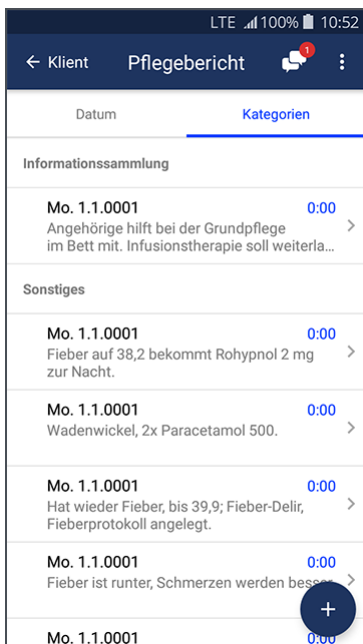 LTE 100% 10:52
Klient Pflegebericht 1
Datum Kategorien
Informationssammlung
Mo. 1.1.0001 0:00
Angehörige hilft bei der Grundpflege
im Bett mit. Infusionstherapie soll weiterla...
Sonstiges
Mo. 1.1.0001 0:00
Fieber auf 38,2 bekommt Rohypnol 2 mg
zur Nacht.
Mo. 1.1.0001 0:00
Wadenwickel, 2x Paracetamol 500.
Mo. 1.1.0001 0:00
Hat wieder Fieber, bis 39,9; Fieber-Delir,
Fieberprotokoll angelegt.
Mo. 1.1.0001 0:00
Fieber ist runter, Schmerzen werden besser
+
Mo. 1.1.0001 0:00